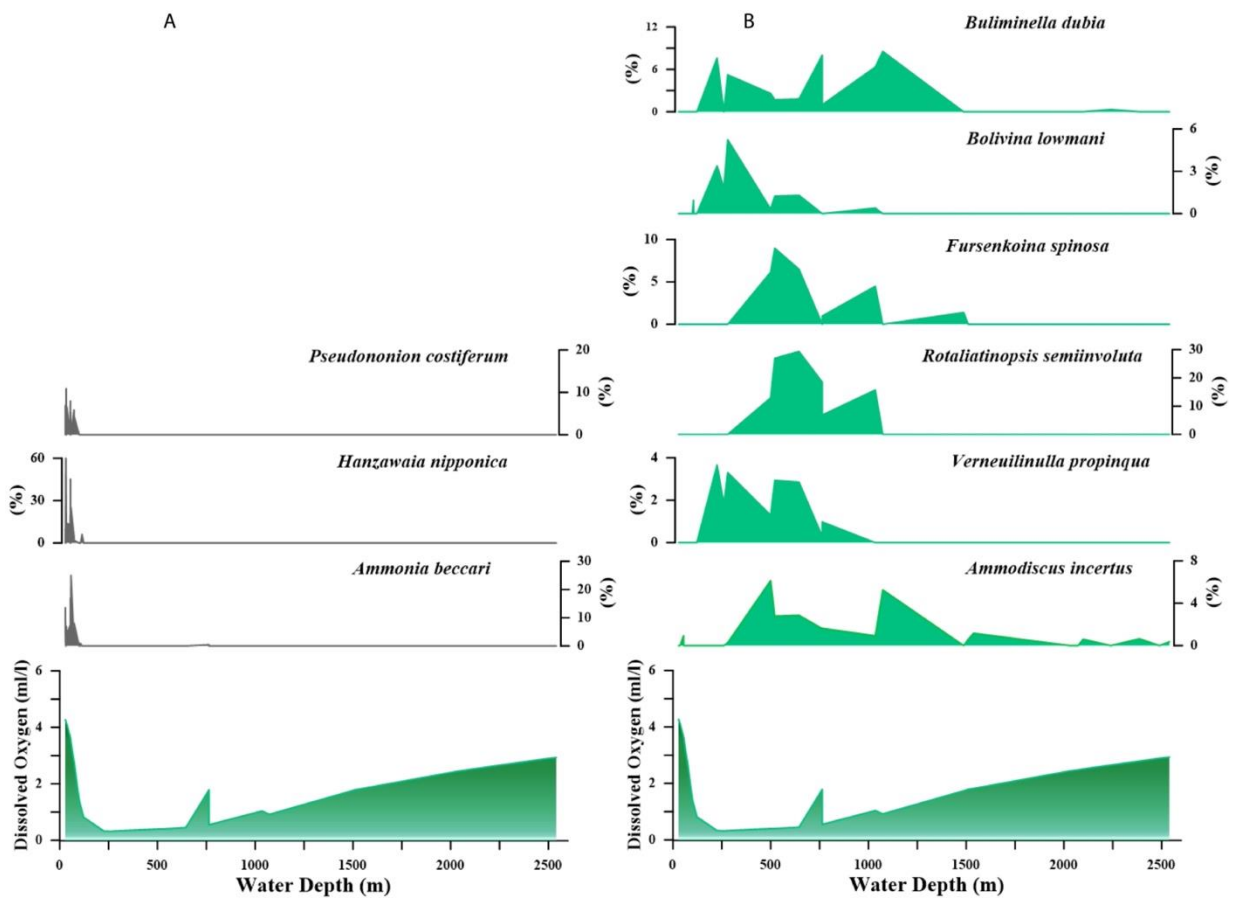 A
Pseudononion costiferum
20
10
0
(%)
Hanzawaia nipponica
60
30
0
(%)
Ammonia beccari
30
20
10
0
(%)
Dissolved Oxygen (ml/l)
6
4
2
0
0 500 1000 1500 2000 2500
Water Depth (m)
B
Buliminella dubia
12
6
0
(%)
Bolivina lowmani
6
3
0
(%)
Fursenkoina spinosa
10
5
0
(%)
Rotaliatinopsis semiinvoluta
30
20
10
0
(%)
Verneuilinulla propinqua
4
2
0
(%)
Ammodiscus incertus
8
4
0
(%)
Dissolved Oxygen (ml/l)
6
4
2
0
0 500 1000 1500 2000 2500
Water Depth (m)